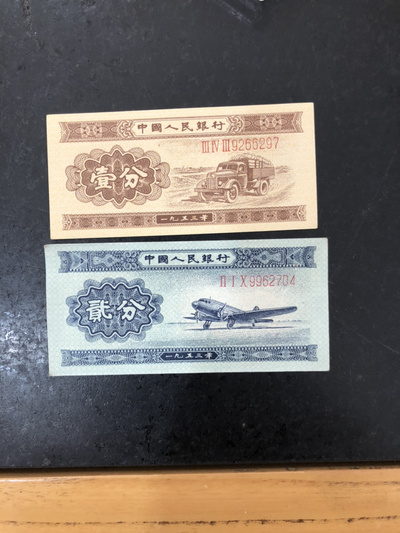 中國人民銀行
ⅢⅣⅢ9266297
壹分
一九五三年
中國人民銀行
ⅡⅠⅩ9962704
貳分
一九五三年